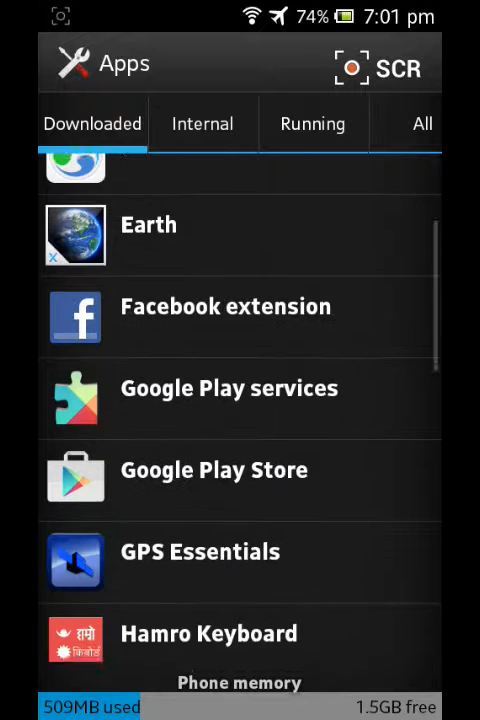 74% 7:01 pm
Apps
SCR
Downloaded Internal Running All
Earth
x
Facebook extension
f
Google Play services
Google Play Store
GPS Essentials
Hamro Keyboard
हाम्रो
किबोर्ड
Phone memory
509MB used 1.5GB free